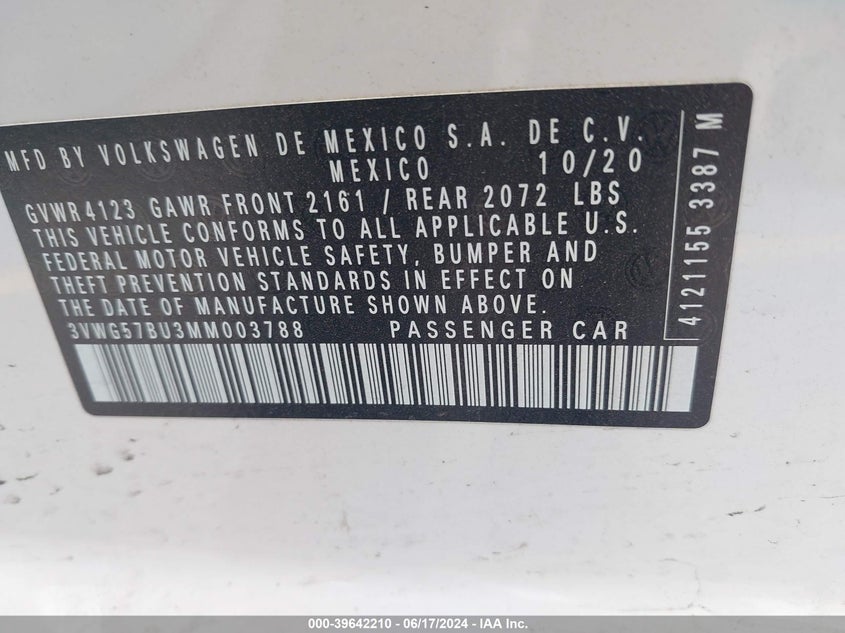 MFD BY VOLKSWAGEN DE MEXICO S.A. DE C.V.
MEXICO 10/20
GVWR 4123 GAWR FRONT 2161 / REAR 2072 LBS
THIS VEHICLE CONFORMS TO ALL APPLICABLE U.S.
FEDERAL MOTOR VEHICLE SAFETY, BUMPER AND
THEFT PREVENTION STANDARDS IN EFFECT ON
THE DATE OF MANUFACTURE SHOWN ABOVE.
3VWG57BU3MM003788 PASSENGER CAR
4121155 3387 M
000-39642210 - 06/17/2024 - IAA Inc.